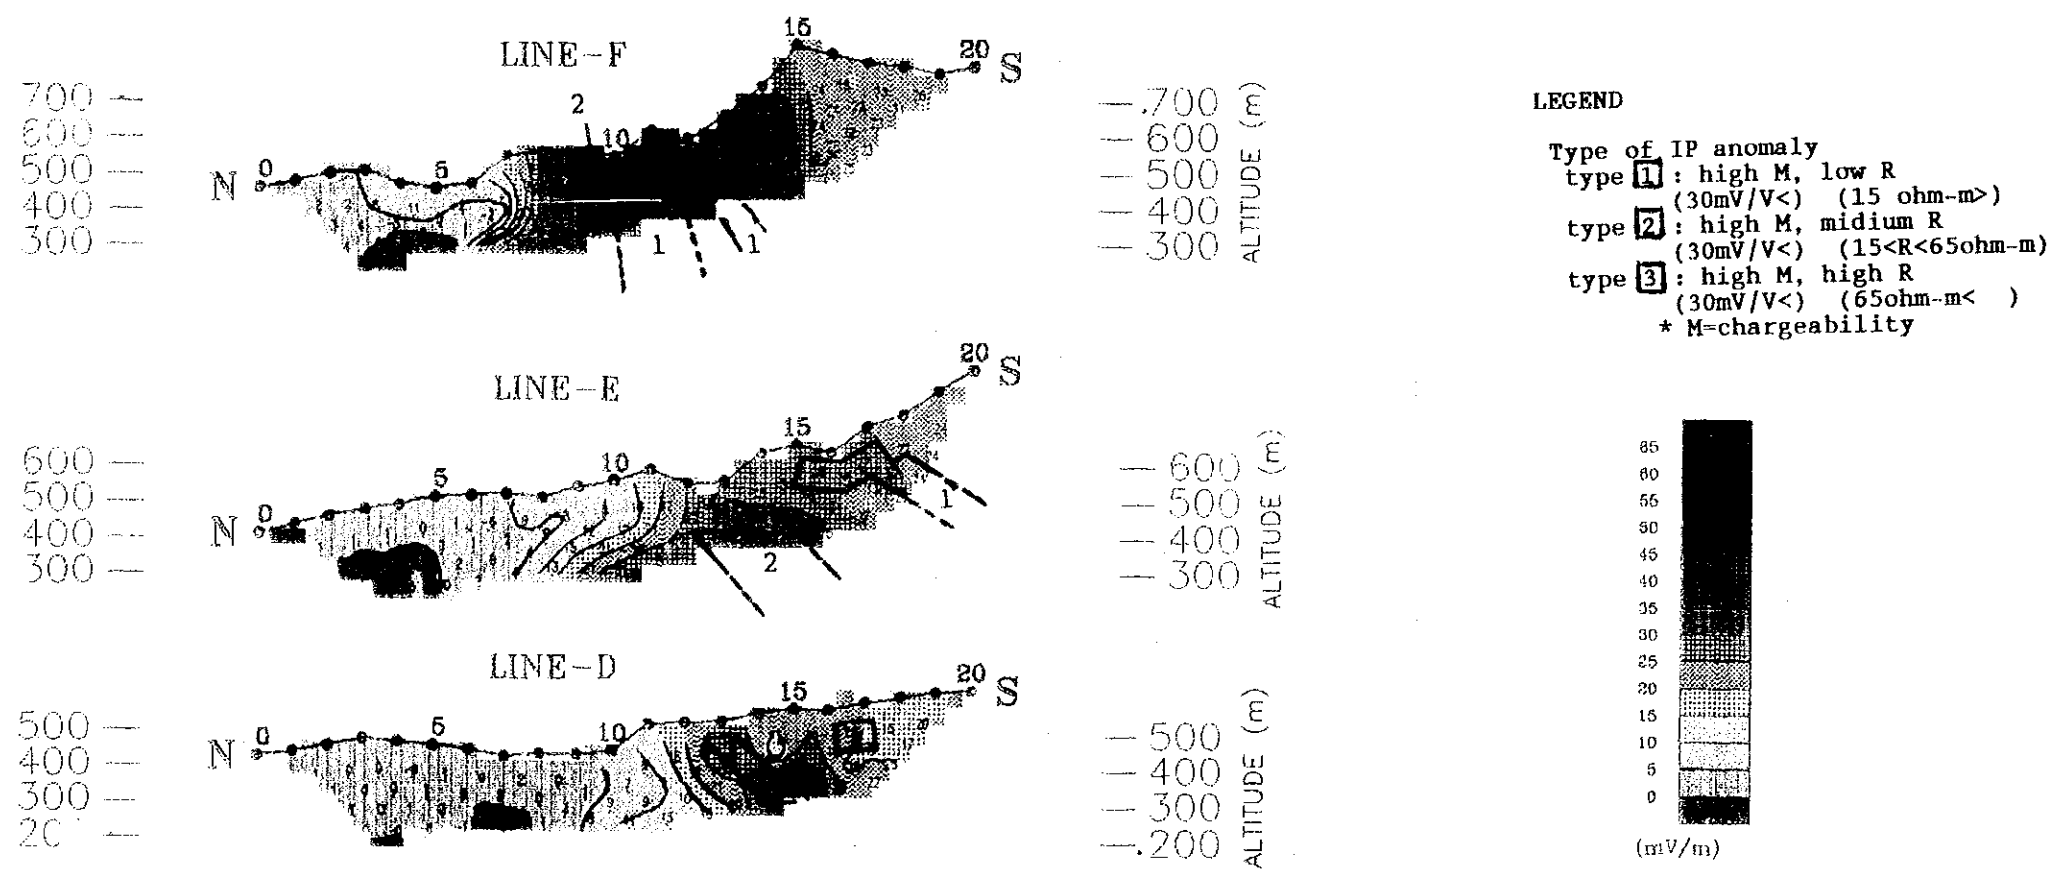 LINE-F
15
20
S
2
10
5
0
N
700
600
500
400
300
1
1
.700
600
500
400
300
ALTITUDE (m)
LEGEND
Type of IP anomaly
type 1 : high M, low R
(30mV/V<) (15 ohm-m>)
type 2 : high M, midium R
(30mV/V<) (15<R<65ohm-m)
type 3 : high M, high R
(30mV/V<) (65ohm-m< )
* M=chargeability
LINE-E
20
S
15
10
5
0
N
600
500
400
300
1
2
600
500
400
300
ALTITUDE (m)
LINE-D
20
S
15
10
5
0
N
500
400
300
20
500
400
300
.200
ALTITUDE (m)
65
60
55
50
45
40
35
30
25
20
15
10
5
0
(mV/m)